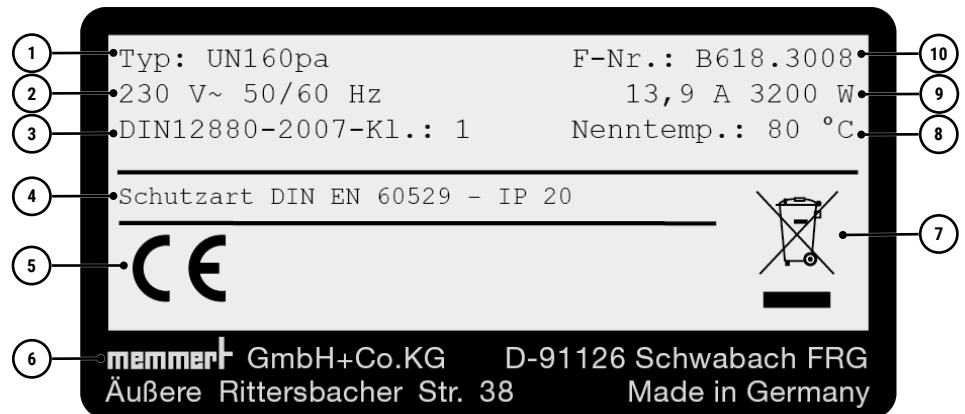 1 Typ: UN160pa F-Nr.: B618.3008 10
2 230 V~ 50/60 Hz 13,9 A 3200 W 9
3 DIN12880-2007-Kl.: 1 Nenntemp.: 80 °C 8
4 Schutzart DIN EN 60529 – IP 20
7
5 CE
6 memmert GmbH+Co.KG D-91126 Schwabach FRG
Äußere Rittersbacher Str. 38 Made in Germany